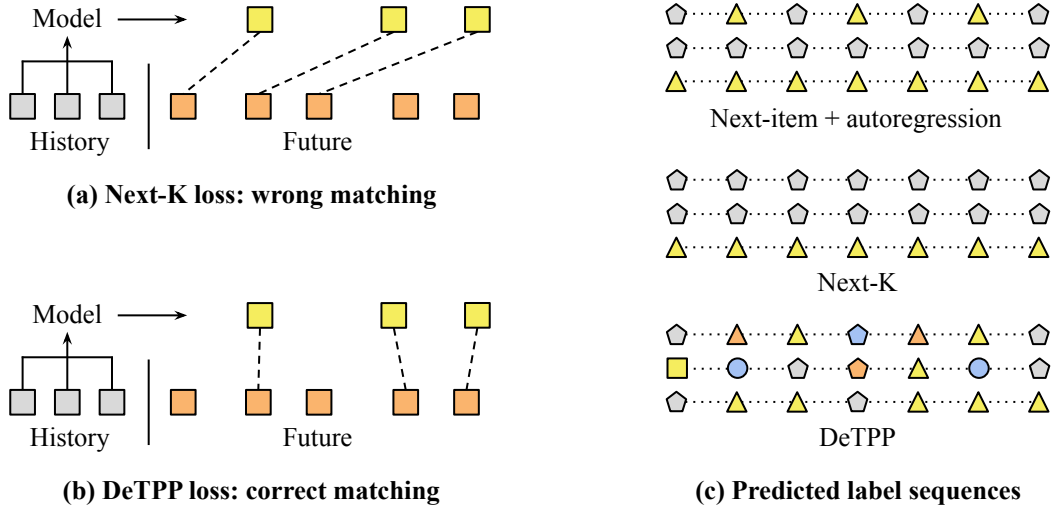 Model
History
Future
(a) Next-K loss: wrong matching
Model
History
Future
(b) DeTPP loss: correct matching
Next-item + autoregression
Next-K
DeTPP
(c) Predicted label sequences